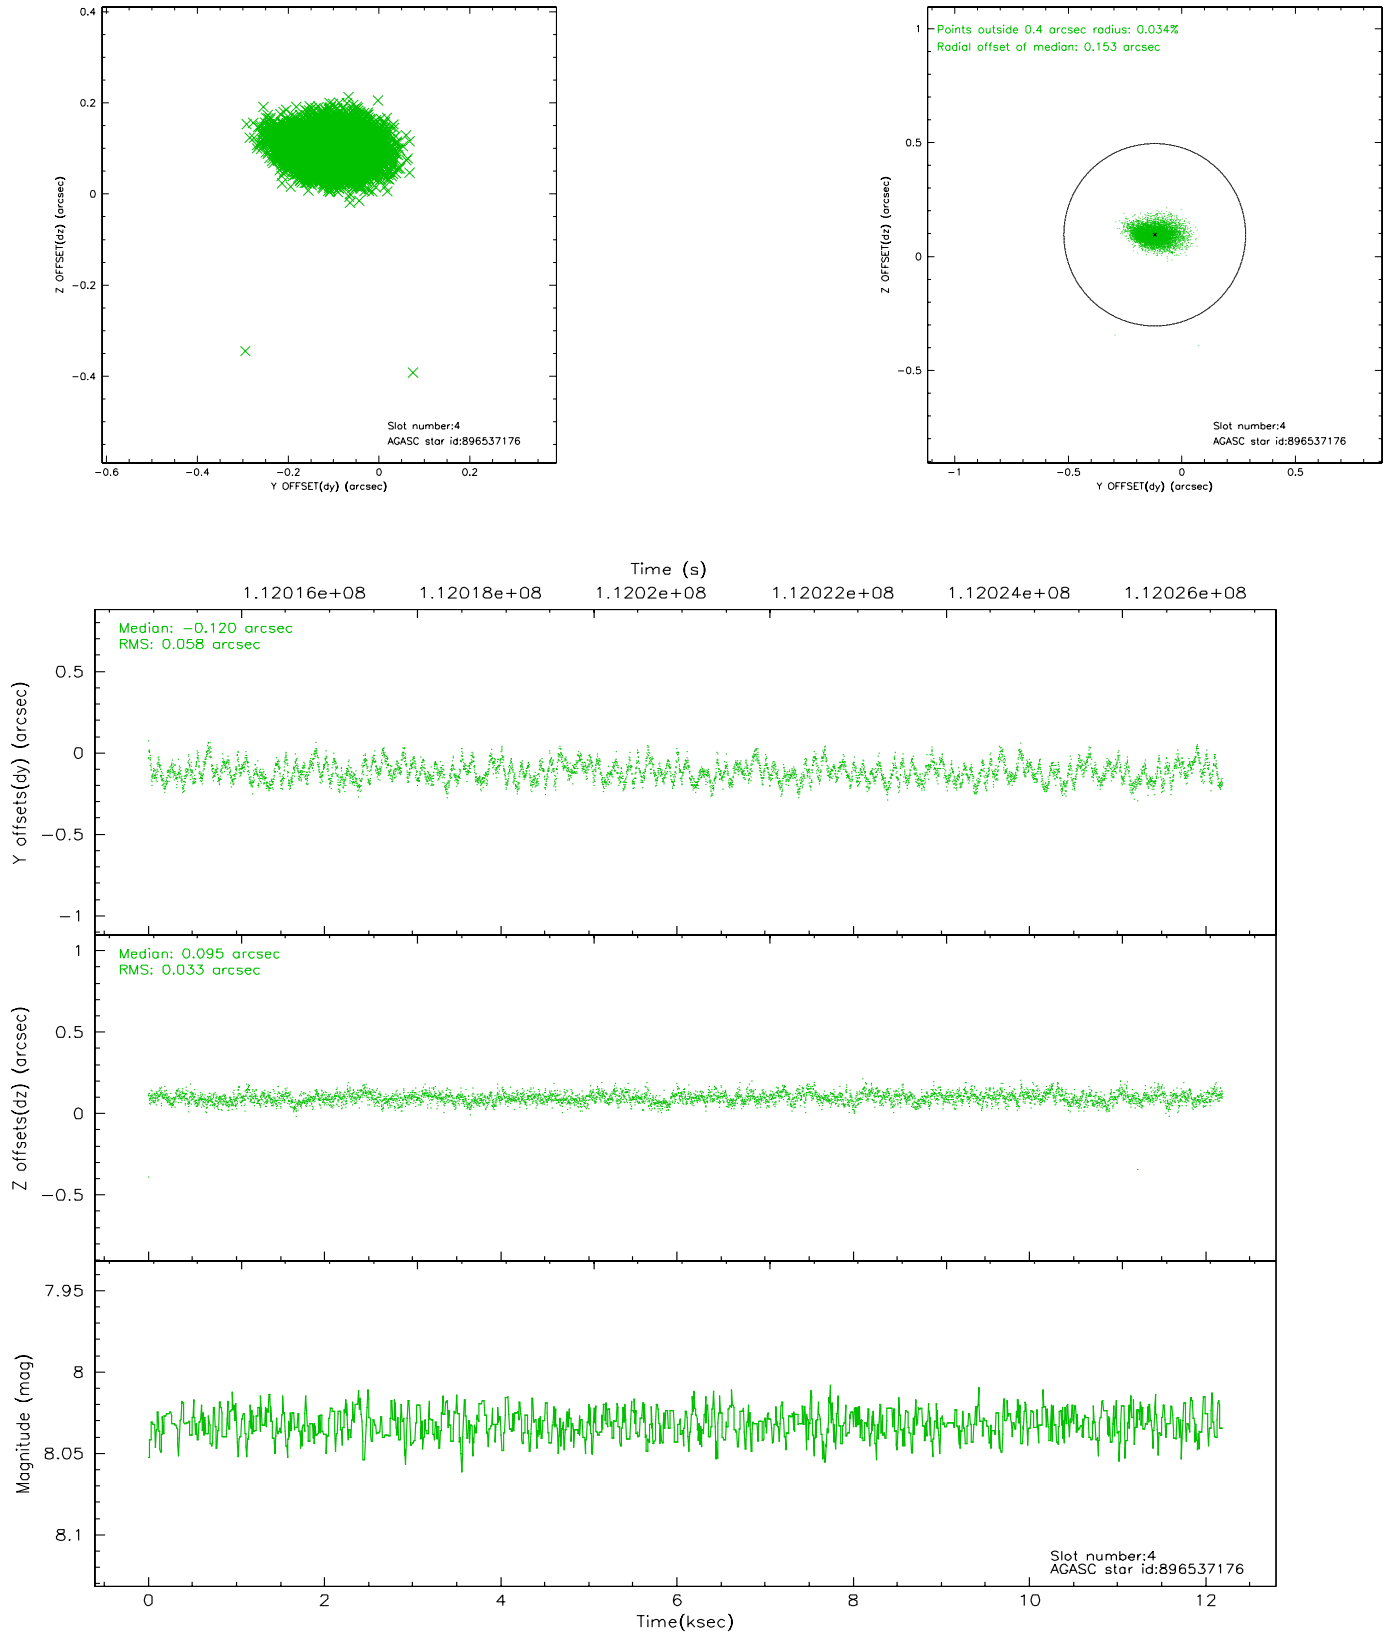 0.4
0.2
0
−0.2
−0.4
Z OFFSET(dz) (arcsec)
Slot number:4
AGASC star id:896537176
−0.6
−0.4
−0.2
0
0.2
Y OFFSET(dy) (arcsec)
Points outside 0.4 arcsec radius: 0.034%
Radial offset of median: 0.153 arcsec
1
0.5
0
−0.5
Z OFFSET(dz) (arcsec)
Slot number:4
AGASC star id:896537176
−1
−0.5
0
0.5
Y OFFSET(dy) (arcsec)
Time (s)
1.12016e+08
1.12018e+08
1.1202e+08
1.12022e+08
1.12024e+08
1.12026e+08
Median: −0.120 arcsec
RMS: 0.058 arcsec
0.5
0
−0.5
−1
Y offsets(dy) (arcsec)
Median: 0.095 arcsec
RMS: 0.033 arcsec
1
0.5
0
−0.5
Z offsets(dz) (arcsec)
7.95
8
8.05
8.1
Magnitude (mag)
Slot number:4
AGASC star id:896537176
0
2
4
6
8
10
12
Time(ksec)